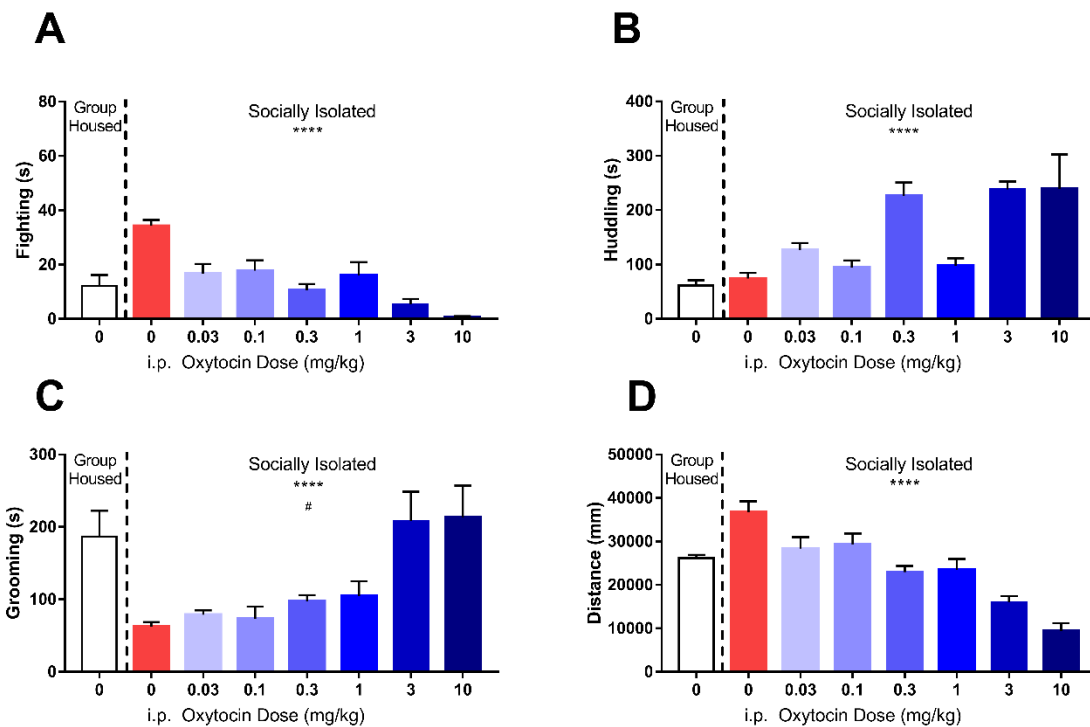 A
Group
Housed
Socially Isolated
****
Fighting (s)
80
60
40
20
0
0 0 0.03 0.1 0.3 1 3 10
i.p. Oxytocin Dose (mg/kg)
B
Group
Housed
Socially Isolated
****
Huddling (s)
400
300
200
100
0
0 0 0.03 0.1 0.3 1 3 10
i.p. Oxytocin Dose (mg/kg)
C
Group
Housed
Socially Isolated
****
#
Grooming (s)
300
200
100
0
0 0 0.03 0.1 0.3 1 3 10
i.p. Oxytocin Dose (mg/kg)
D
Group
Housed
Socially Isolated
****
Distance (mm)
50000
40000
30000
20000
10000
0
0 0 0.03 0.1 0.3 1 3 10
i.p. Oxytocin Dose (mg/kg)